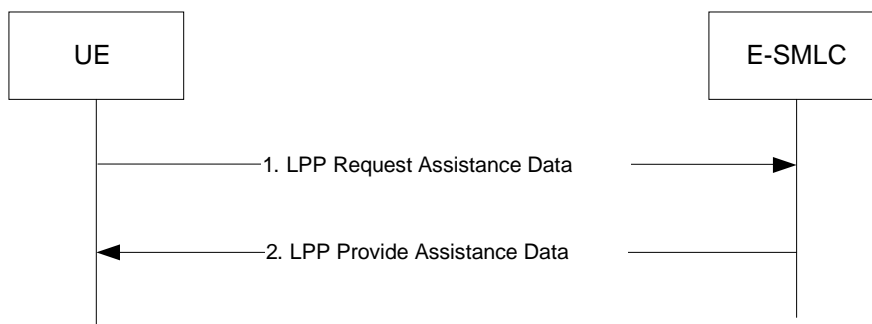 UE
E-SMLC
1. LPP Request Assistance Data
2. LPP Provide Assistance Data